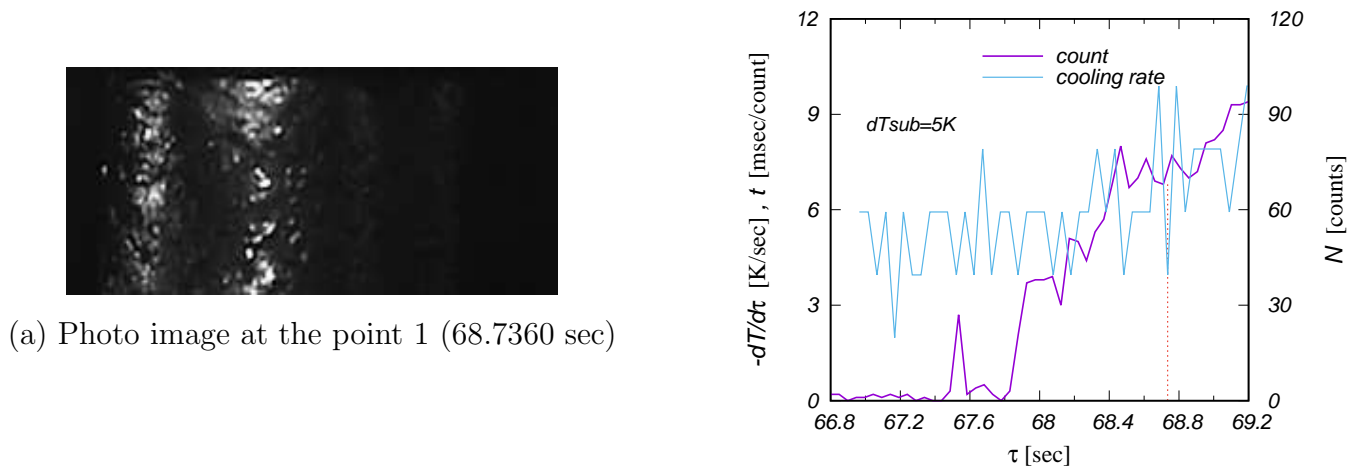 (a) Photo image at the point 1 (68.7360 sec)
-dT/dτ [K/sec] , t [msec/count]
12
9
6
3
0
count
cooling rate
dTsub=5K
120
90
60
30
0
N [counts]
66.8 67.2 67.6 68 68.4 68.8 69.2
τ [sec]